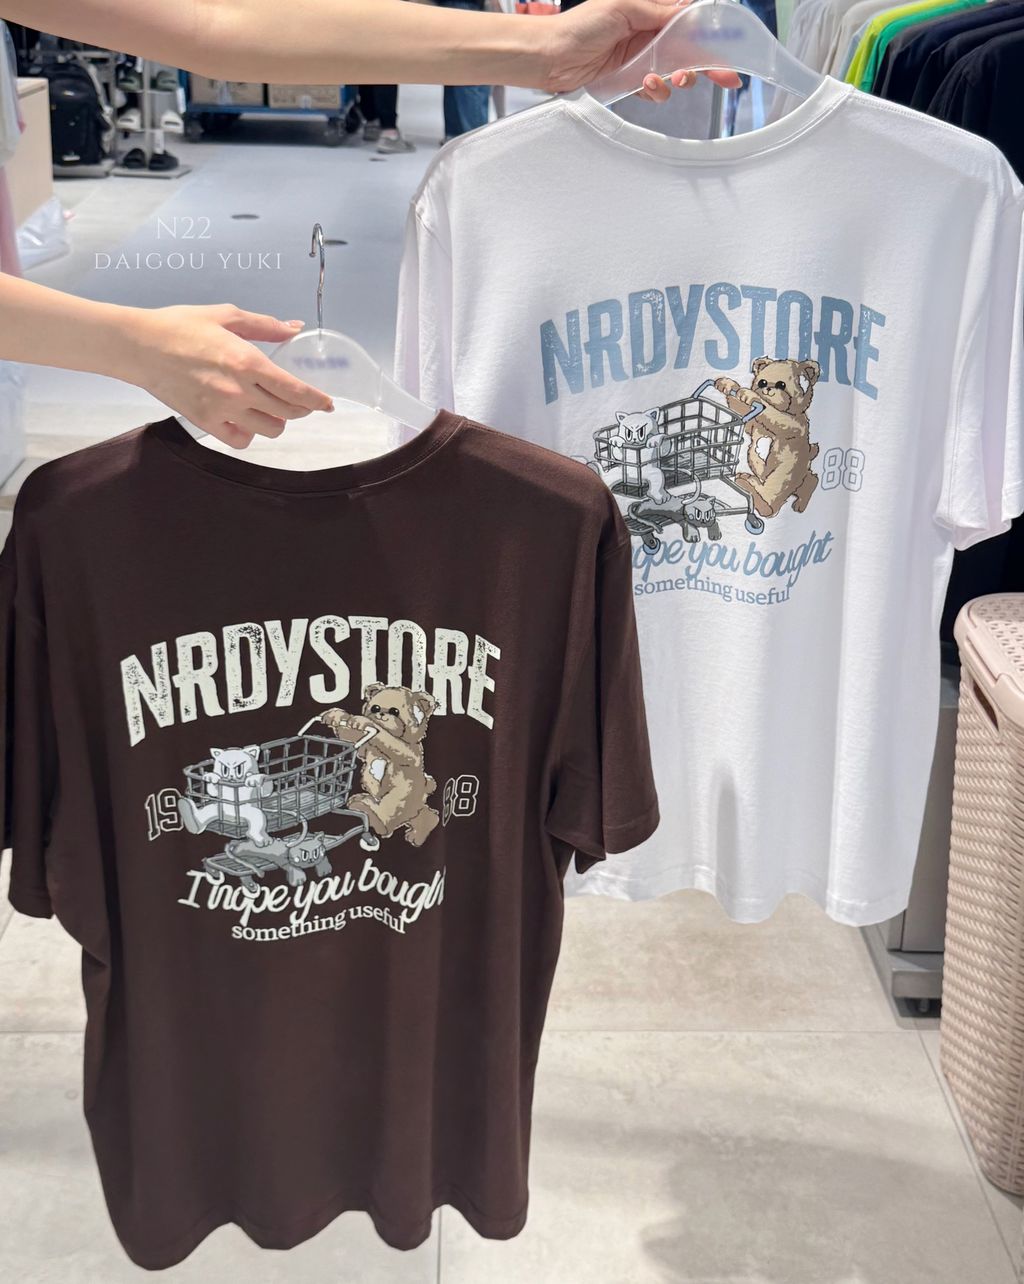 N22
DAIGOU YUKI
NRDYSTORE
88
hope you bought
something useful
NRDYSTORE
19 88
I hope you bought
something useful